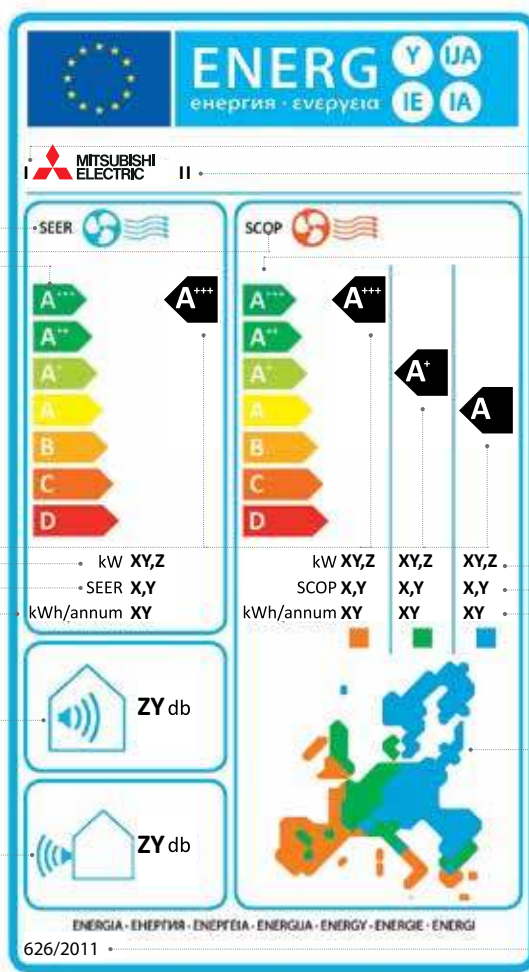 ENERG Y IJA
енергия · ενεργεια IE IA
I MITSUBISHI
ELECTRIC II
SEER
SCOP
A+++ A+++
A++
A+
A
B
C
D
A+++ A+++
A++
A+ A+
A A
B
C
D
kW XY,Z
SEER X,Y
kWh/annum XY
kW XY,Z XY,Z XY,Z
SCOP X,Y X,Y X,Y
kWh/annum XY XY XY
ZY db
ZY db
ENERGIA · ЕНЕРГИЯ · ΕΝΕΡΓΕΙΑ · ENERGIJA · ENERGY · ENERGIE · ENERGI
626/2011